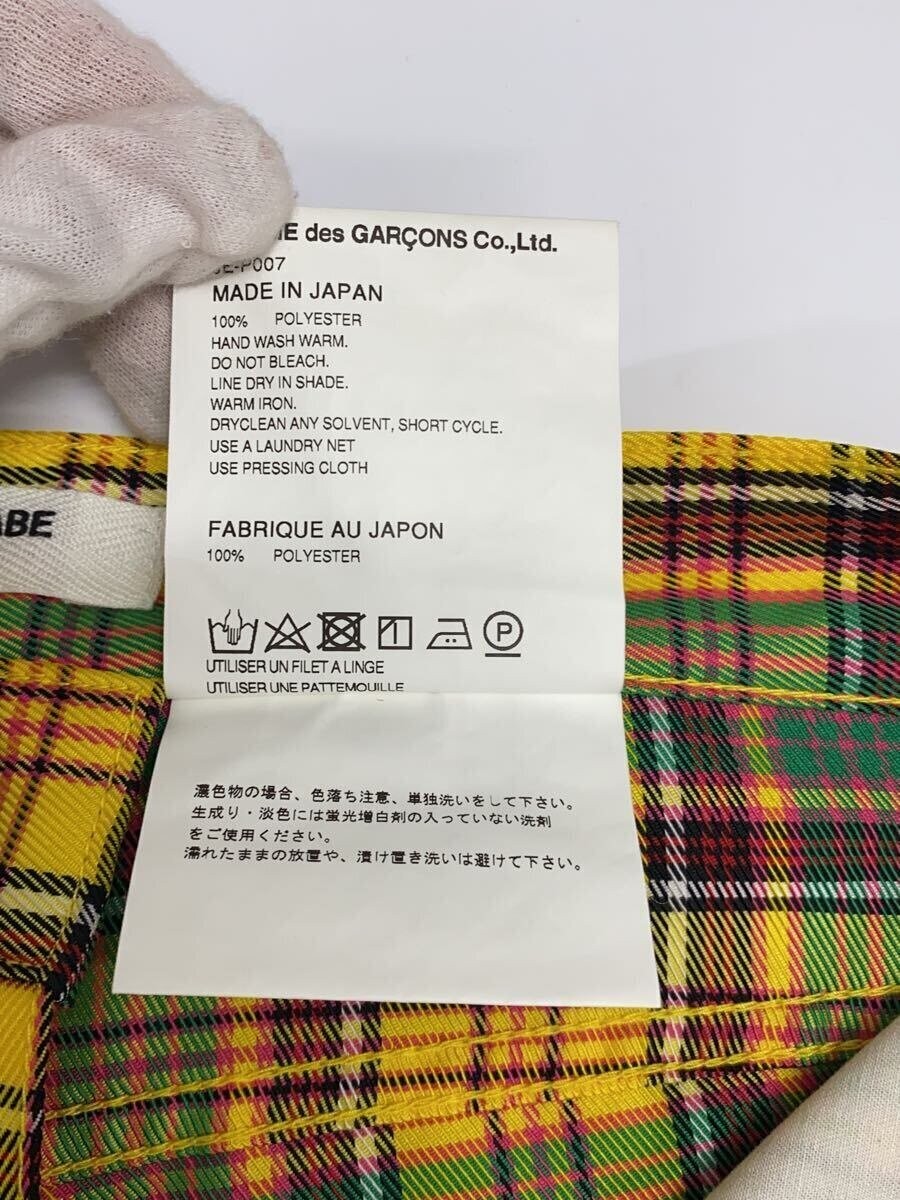 des GARÇONS Co.,Ltd.
MADE IN JAPAN
100% POLYESTER
HAND WASH WARM.
DO NOT BLEACH.
LINE DRY IN SHADE.
WARM IRON.
DRYCLEAN ANY SOLVENT, SHORT CYCLE.
USE A LAUNDRY NET
USE PRESSING CLOTH
FABRIQUE AU JAPON
100% POLYESTER
P
UTILISER UN FILET A LINGE
UTILISER UNE PATTEMOUILLE
濃色物の場合、色落ち注意、単独洗いをして下さい。
生成り・淡色には蛍光増白剤の入っていない洗剤
をご使用ください。
濡れたままの放置や、漬け置き洗いは避けて下さい。